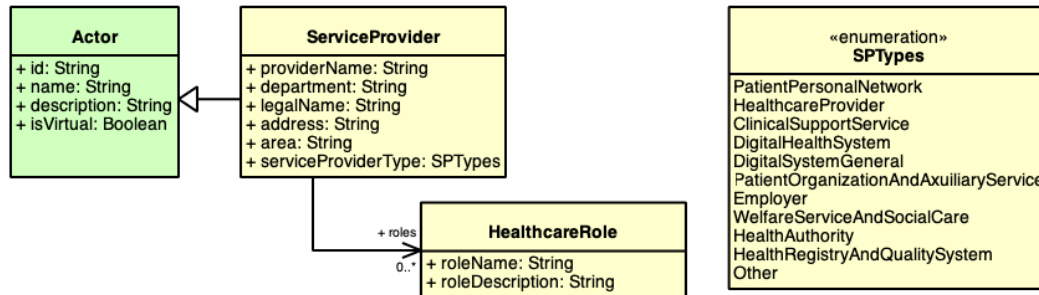 Actor
+ id: String
+ name: String
+ description: String
+ isVirtual: Boolean
ServiceProvider
+ providerName: String
+ department: String
+ legalName: String
+ address: String
+ area: String
+ serviceProviderType: SPTypes
+ roles
0..*
HealthcareRole
+ roleName: String
+ roleDescription: String
«enumeration»
SPTypes
PatientPersonalNetwork
HealthcareProvider
ClinicalSupportService
DigitalHealthSystem
DigitalSystemGeneral
PatientOrganizationAndAxuiliaryService
Employer
WelfareServiceAndSocialCare
HealthAuthority
HealthRegistryAndQualitySystem
Other